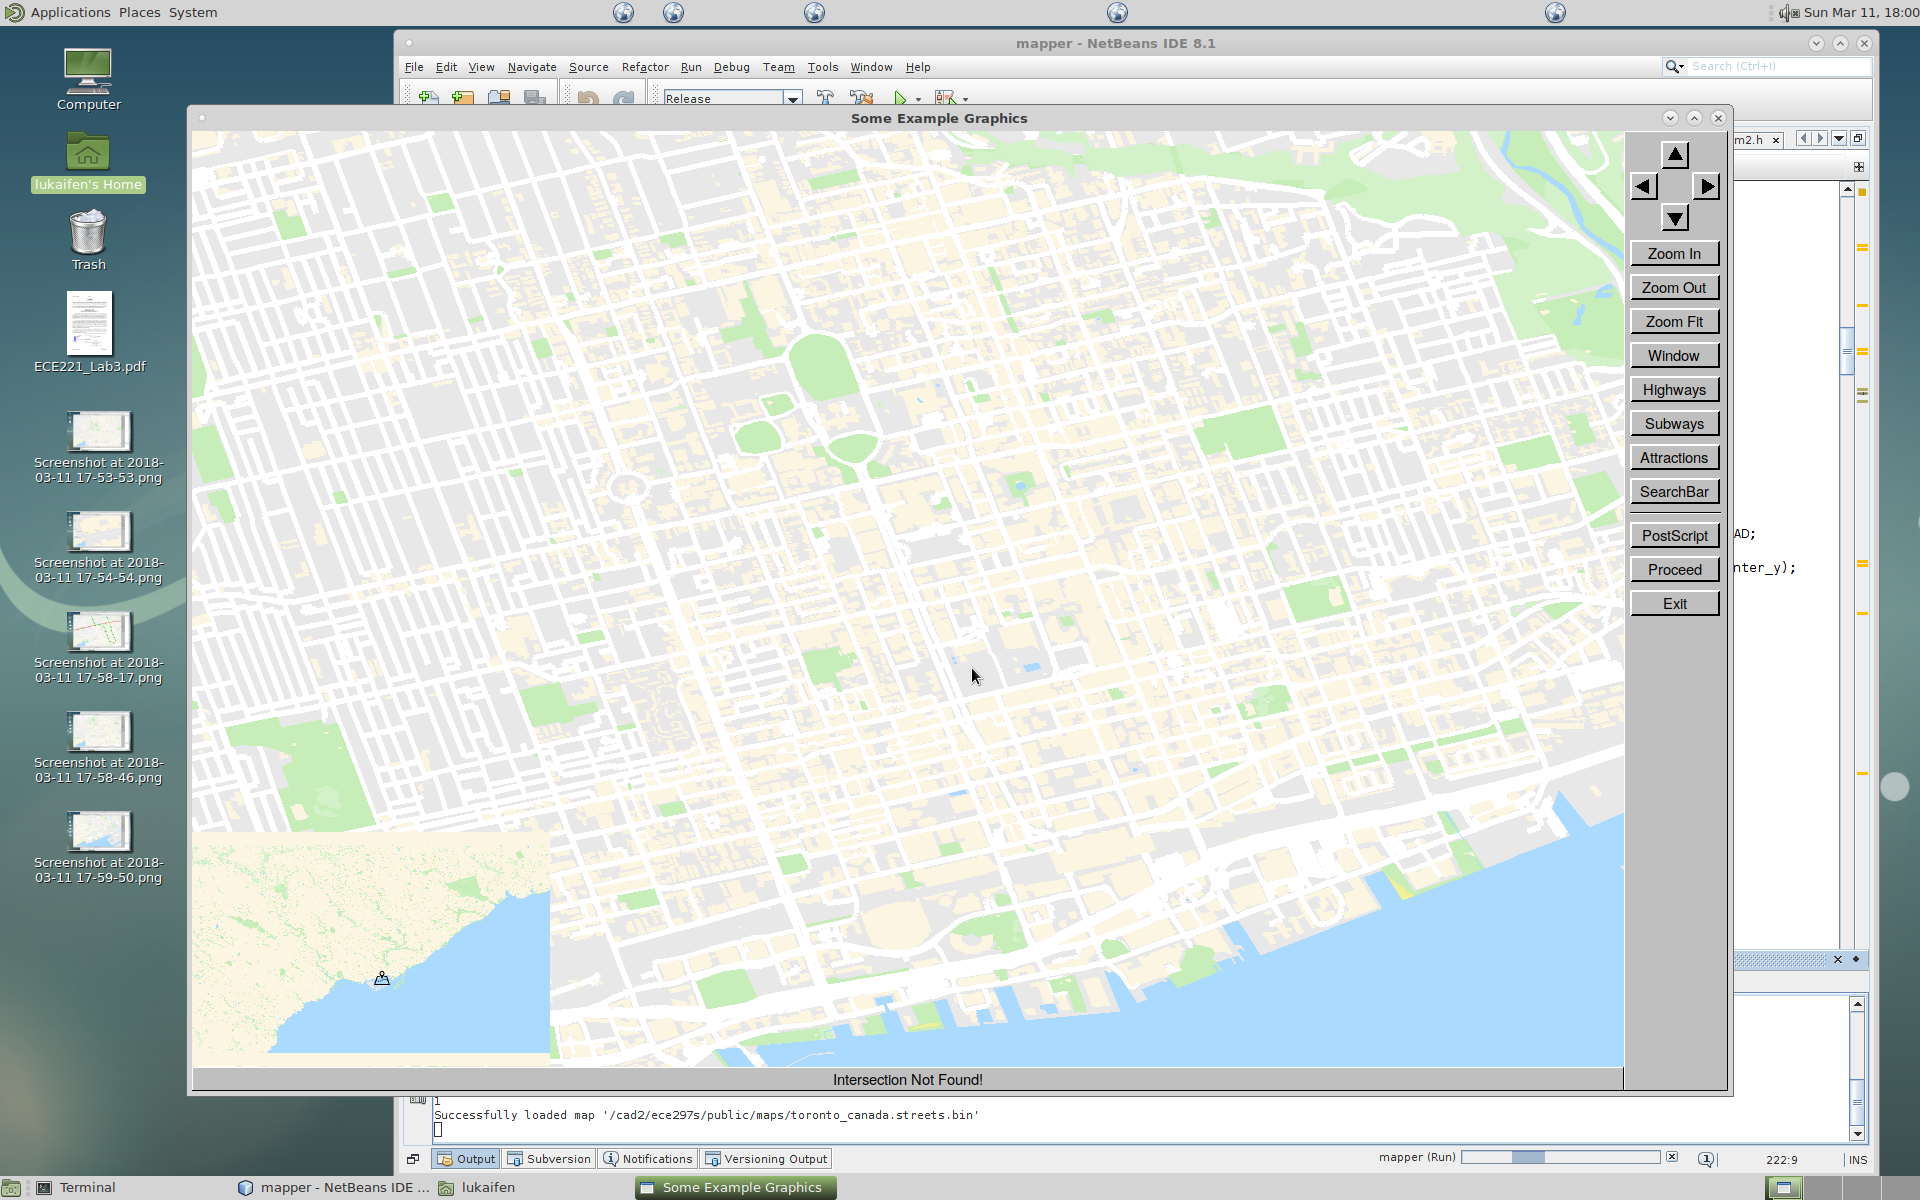 Applications Places System
Sun Mar 11, 18:00
mapper - NetBeans IDE 8.1
File Edit View Navigate Source Refactor Run Debug Team Tools Window Help
Search (Ctrl+I)
Release
Computer
lukaifen's Home
Trash
ECE221_Lab3.pdf
Screenshot at 2018-
03-11 17-53-53.png
Screenshot at 2018-
03-11 17-54-54.png
Screenshot at 2018-
03-11 17-58-17.png
Screenshot at 2018-
03-11 17-58-46.png
Screenshot at 2018-
03-11 17-59-50.png
Some Example Graphics
m2.h
Zoom In
Zoom Out
Zoom Fit
Window
Highways
Subways
Attractions
SearchBar
PostScript
Proceed
Exit
AD;
nter_y);
Intersection Not Found!
1
Successfully loaded map '/cad2/ece297s/public/maps/toronto_canada.streets.bin'
Output Subversion Notifications Versioning Output
mapper (Run)
222:9
INS
Terminal
mapper - NetBeans IDE ...
lukaifen
Some Example Graphics